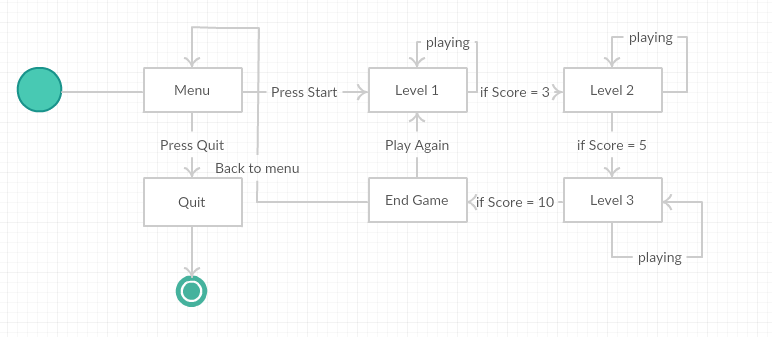 playing
playing
Menu
Press Start
Level 1
if Score = 3
Level 2
Press Quit
Play Again
if Score = 5
Back to menu
Quit
End Game
if Score = 10
Level 3
playing